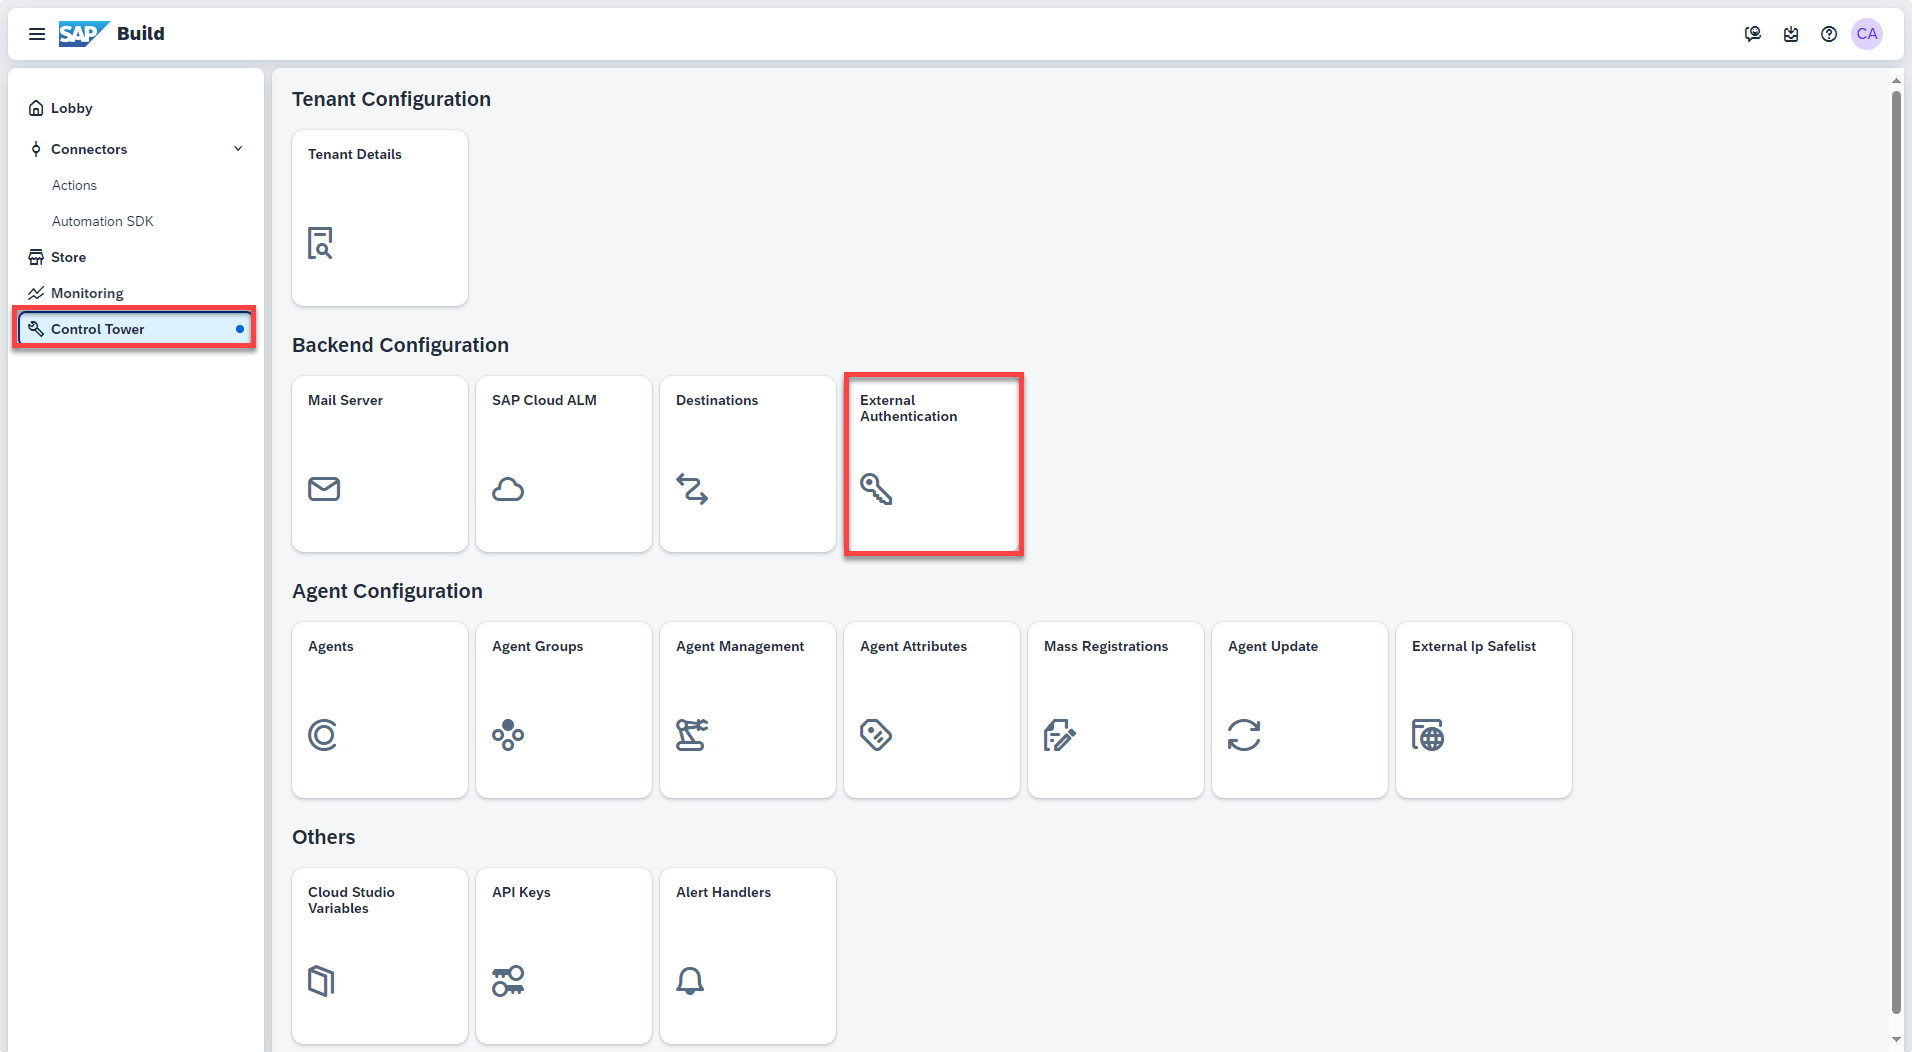 SAP Build
CA
Lobby
Connectors
Actions
Automation SDK
Store
Monitoring
Control Tower
Tenant Configuration
Tenant Details
Backend Configuration
Mail Server
SAP Cloud ALM
Destinations
External
Authentication
Agent Configuration
Agents
Agent Groups
Agent Management
Agent Attributes
Mass Registrations
Agent Update
External Ip Safelist
Others
Cloud Studio
Variables
API Keys
Alert Handlers